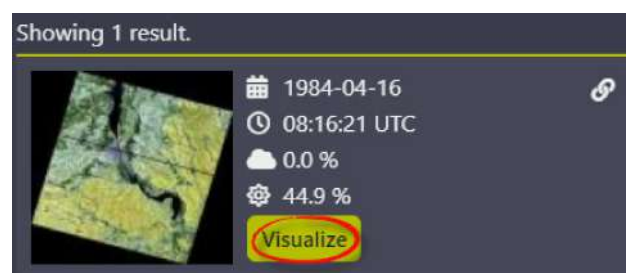 Showing 1 result.
1984-04-16
08:16:21 UTC
0.0 %
44.9 %
Visualize